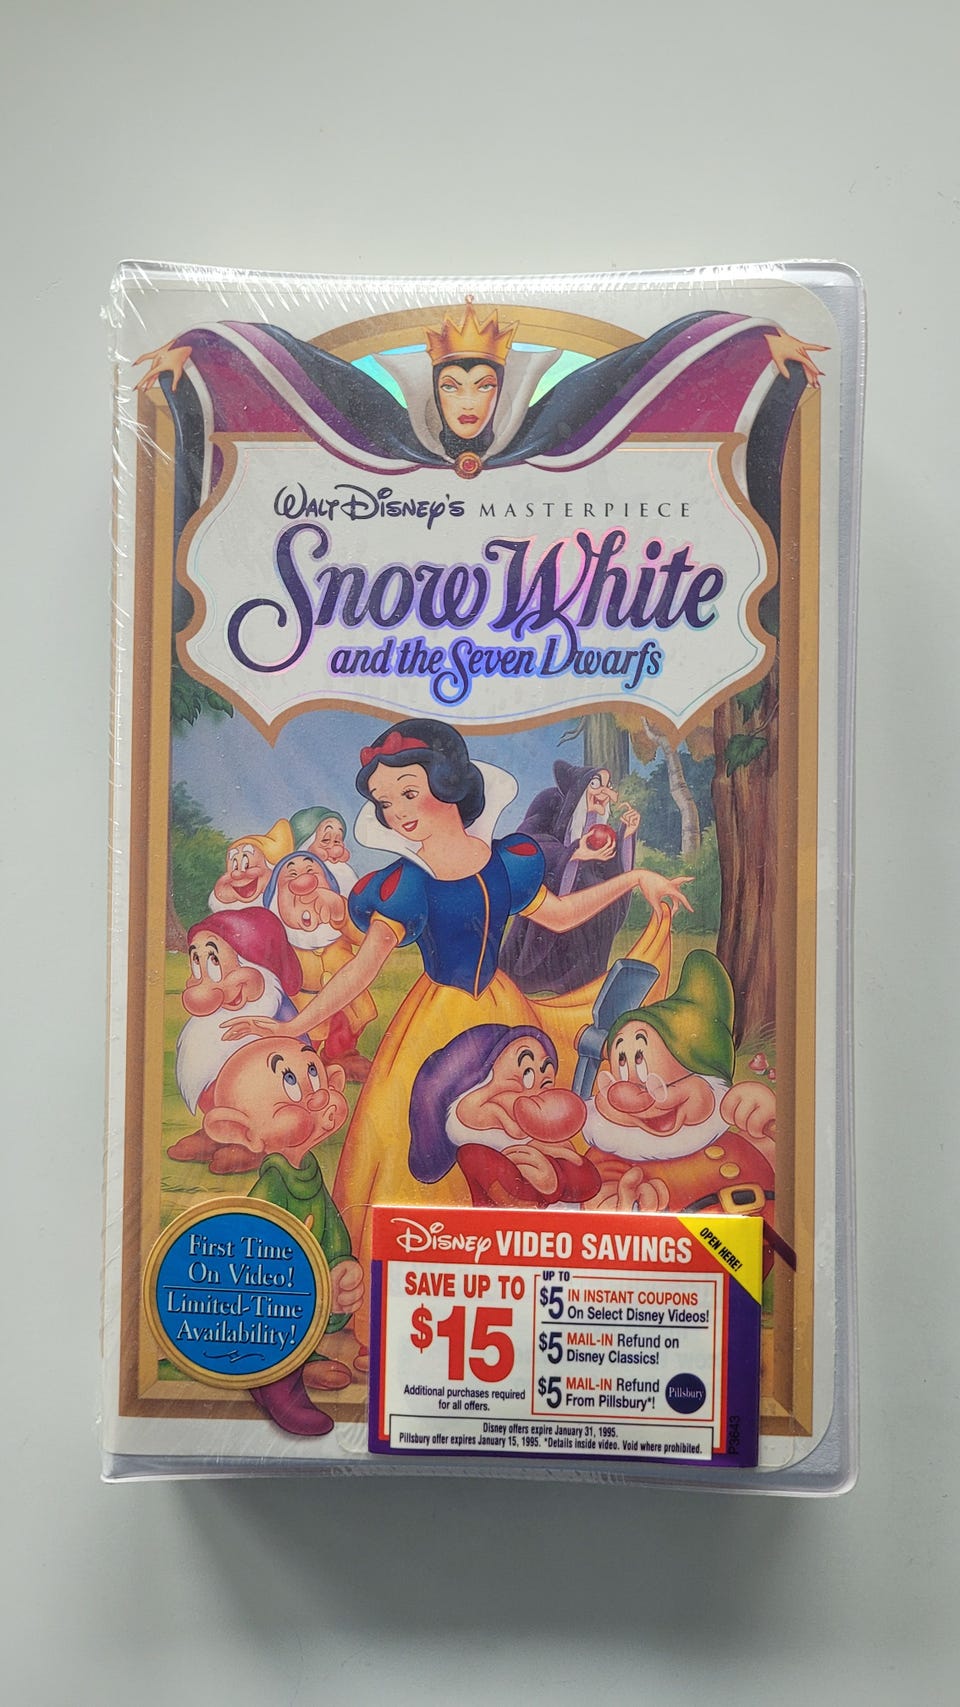 WALT DISNEY'S MASTERPIECE
Snow White
and the Seven Dwarfs
First Time
On Video!
Limited-Time
Availability!
Disney VIDEO SAVINGS
OPEN HERE!
SAVE UP TO
$15
Additional purchases required
for all offers.
UP TO
$5 IN INSTANT COUPONS
On Select Disney Videos!
$5 MAIL-IN Refund on
Disney Classics!
$5 MAIL-IN Refund
From Pillsbury*!
Pillsbury
Disney offers expire January 31, 1995.
Pillsbury offer expires January 15, 1995. *Details inside video. Void where prohibited.
P3643